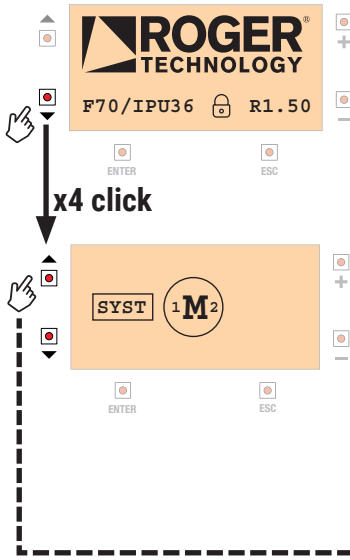 ROGER®
TECHNOLOGY
+
F70/IPU36 R1.50
−
ENTER ESC
x4 click
SYST 1M2
+
−
ENTER ESC